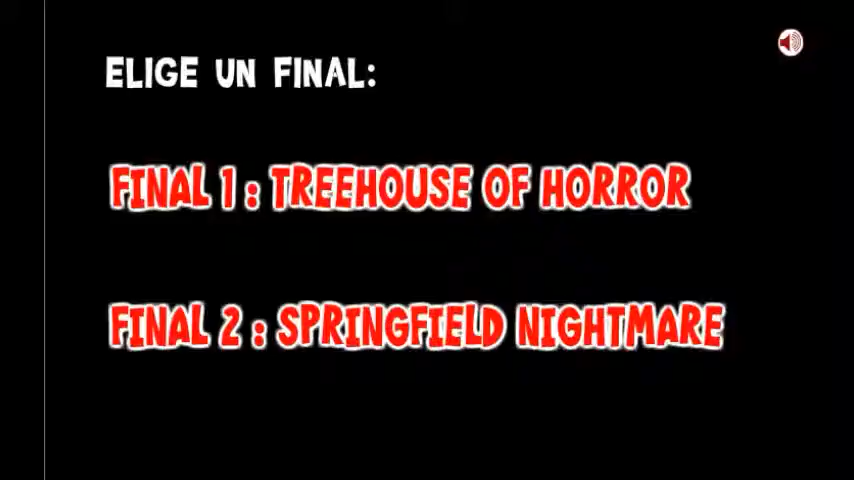 ELIGE UN FINAL:
FINAL 1 : TREEHOUSE OF HORROR
FINAL 2 : SPRINGFIELD NIGHTMARE